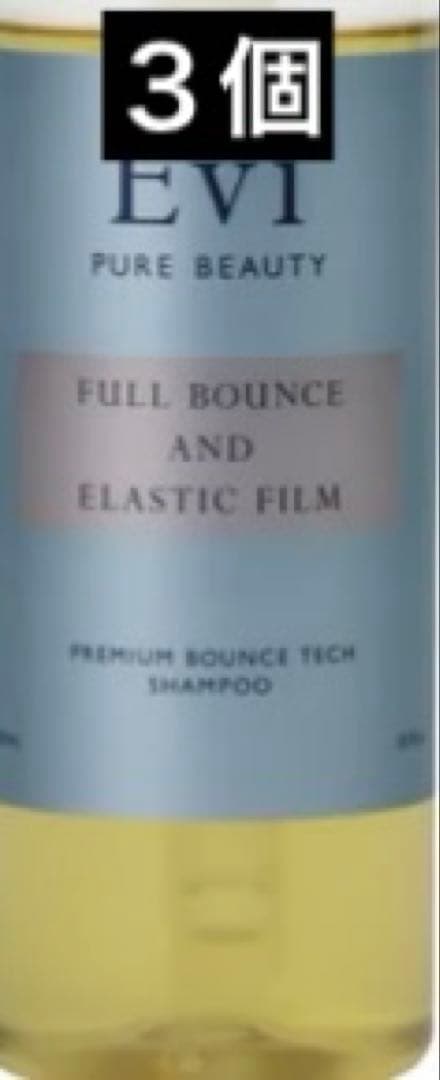 3個
Evi
PURE BEAUTY
FULL BOUNCE
AND
ELASTIC FILM
PREMIUM BOUNCE TECH
SHAMPOO